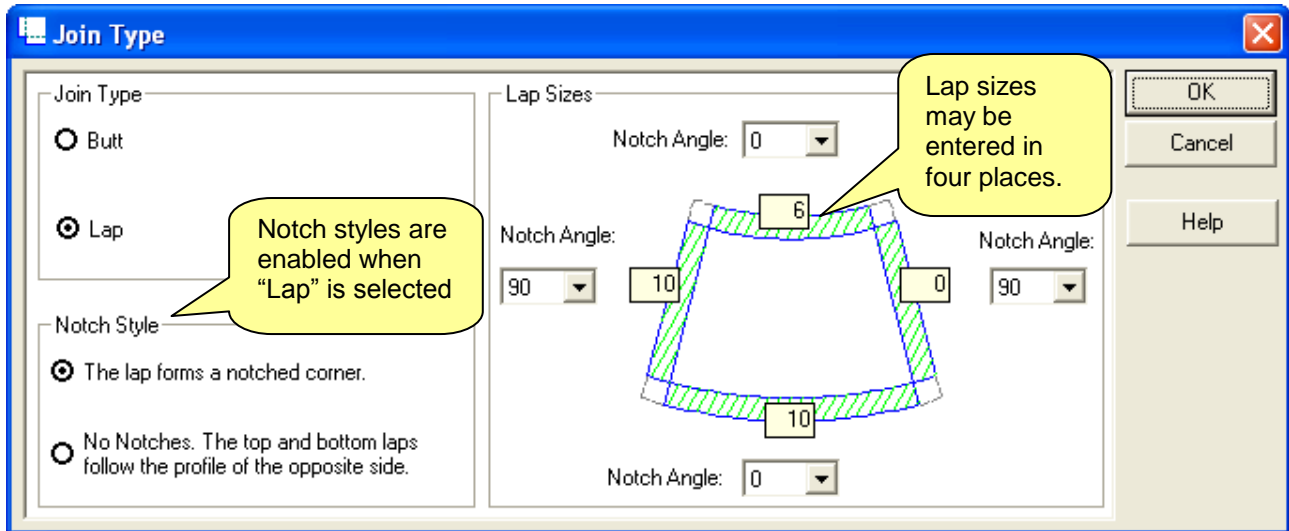 Join Type
Join Type
Butt
Lap
Notch styles are
enabled when
“Lap” is selected
Notch Style
The lap forms a notched corner.
No Notches. The top and bottom laps
follow the profile of the opposite side.
Lap Sizes
Notch Angle: 0
Lap sizes
may be
entered in
four places.
6
Notch Angle:
90
10
0
Notch Angle:
90
10
Notch Angle: 0
OK
Cancel
Help